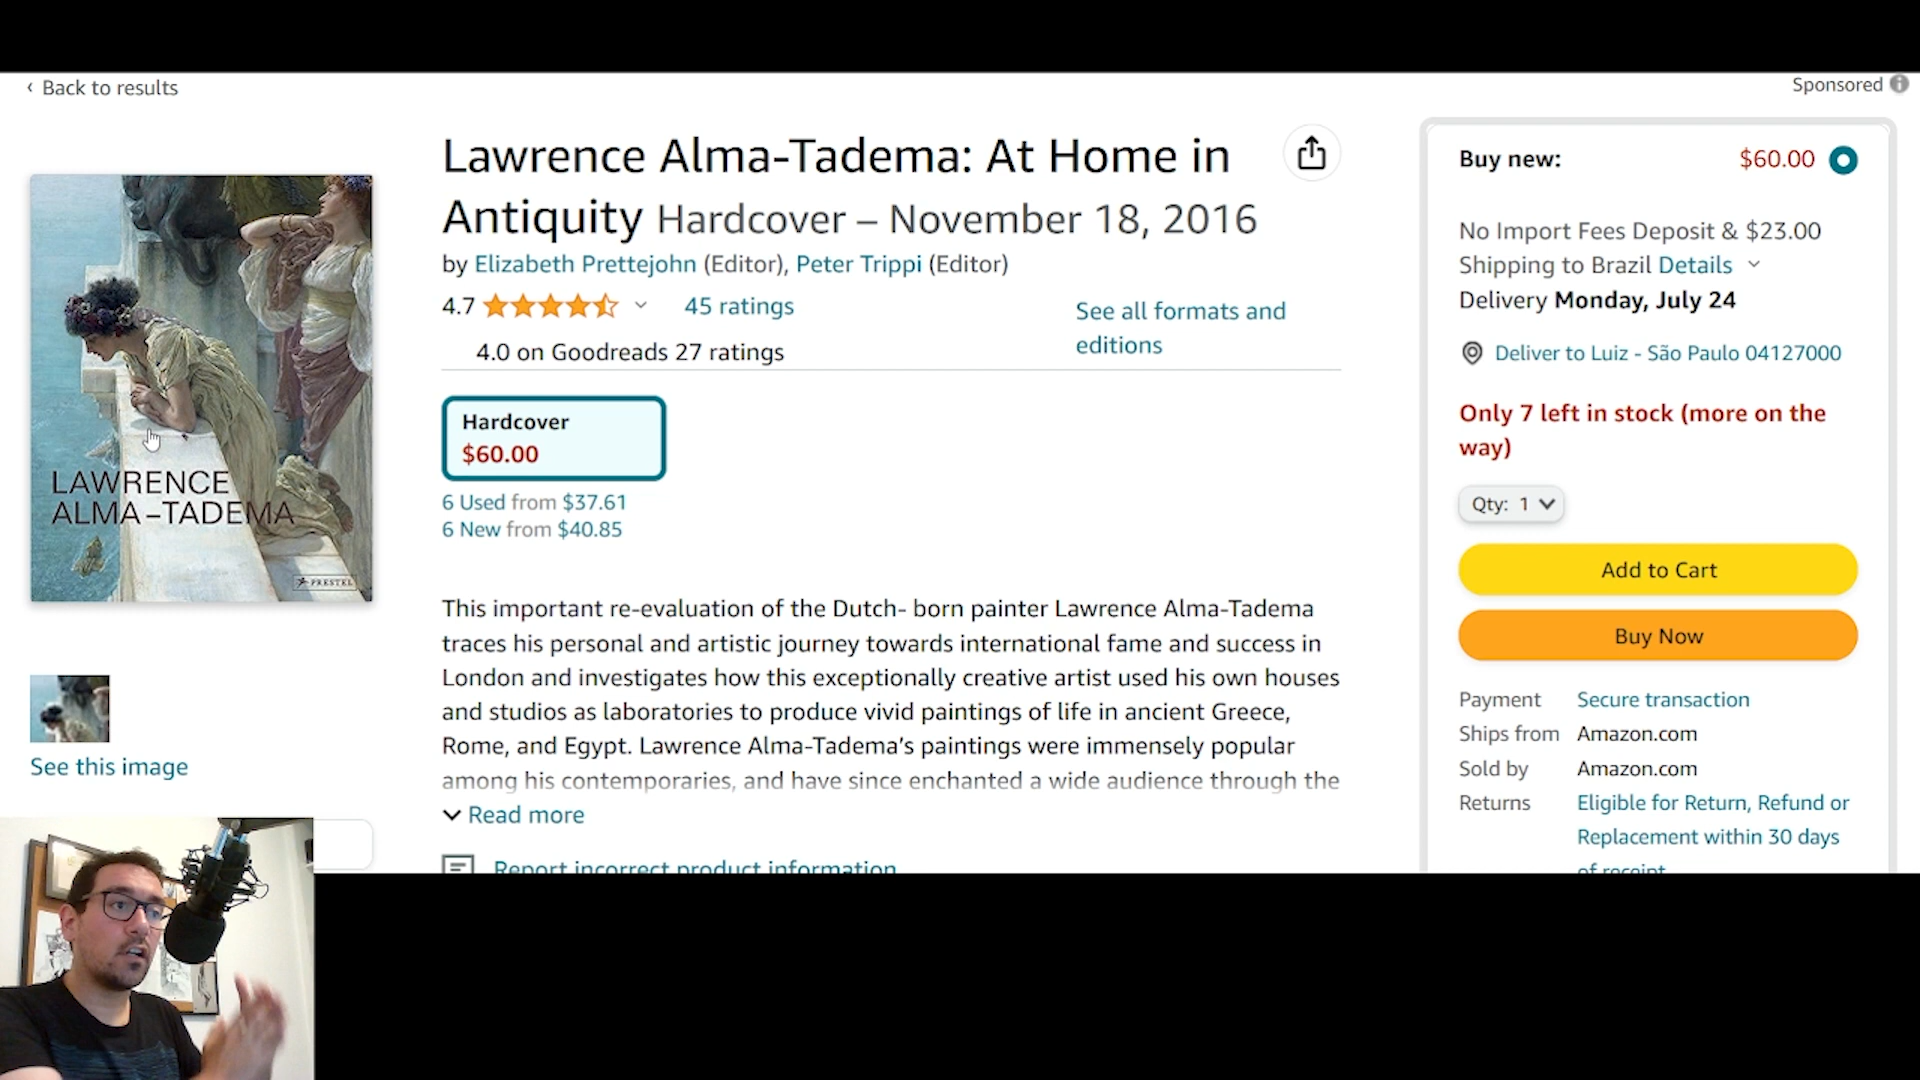 ‹ Back to results
Sponsored
Lawrence Alma-Tadema: At Home in
Antiquity Hardcover – November 18, 2016
by Elizabeth Prettejohn (Editor), Peter Trippi (Editor)
4.7
45 ratings
4.0 on Goodreads 27 ratings
See all formats and
editions
Hardcover
$60.00
6 Used from $37.61
6 New from $40.85
This important re-evaluation of the Dutch- born painter Lawrence Alma-Tadema
traces his personal and artistic journey towards international fame and success in
London and investigates how this exceptionally creative artist used his own houses
and studios as laboratories to produce vivid paintings of life in ancient Greece,
Rome, and Egypt. Lawrence Alma-Tadema’s paintings were immensely popular
among his contemporaries, and have since enchanted a wide audience through the
Read more
Report incorrect product information
LAWRENCE
ALMA-TADEMA
PRESTEL
See this image
Buy new:
$60.00
No Import Fees Deposit & $23.00
Shipping to Brazil Details
Delivery Monday, July 24
Deliver to Luiz - São Paulo 04127000
Only 7 left in stock (more on the
way)
Qty: 1
Add to Cart
Buy Now
Payment Secure transaction
Ships from Amazon.com
Sold by Amazon.com
Returns Eligible for Return, Refund or
Replacement within 30 days
of receipt